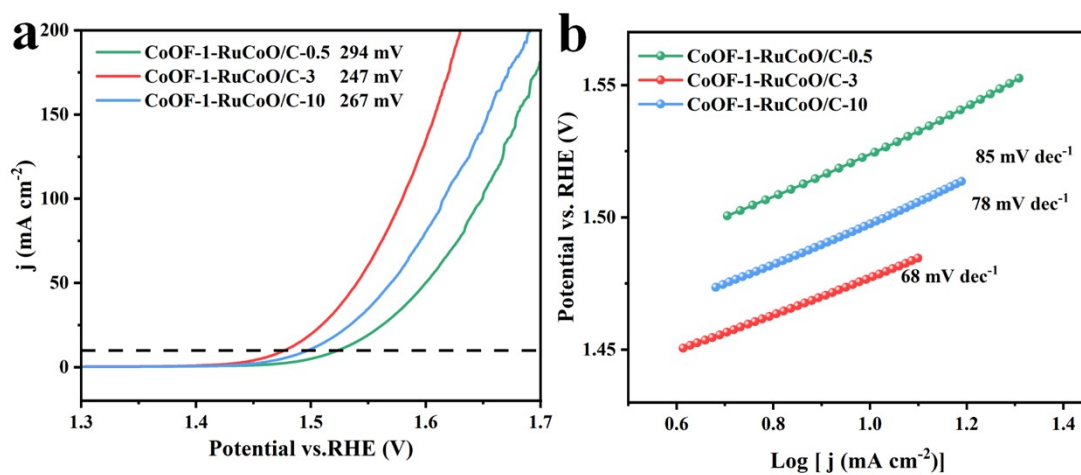 a
CoOF-1-RuCoO/C-0.5 294 mV
CoOF-1-RuCoO/C-3 247 mV
CoOF-1-RuCoO/C-10 267 mV
j (mA cm⁻²)
200
150
100
50
0
1.3 1.4 1.5 1.6 1.7
Potential vs.RHE (V)
b
CoOF-1-RuCoO/C-0.5
CoOF-1-RuCoO/C-3
CoOF-1-RuCoO/C-10
85 mV dec⁻¹
78 mV dec⁻¹
68 mV dec⁻¹
Potential vs. RHE (V)
1.55
1.50
1.45
0.6 0.8 1.0 1.2 1.4
Log [ j (mA cm⁻²)]